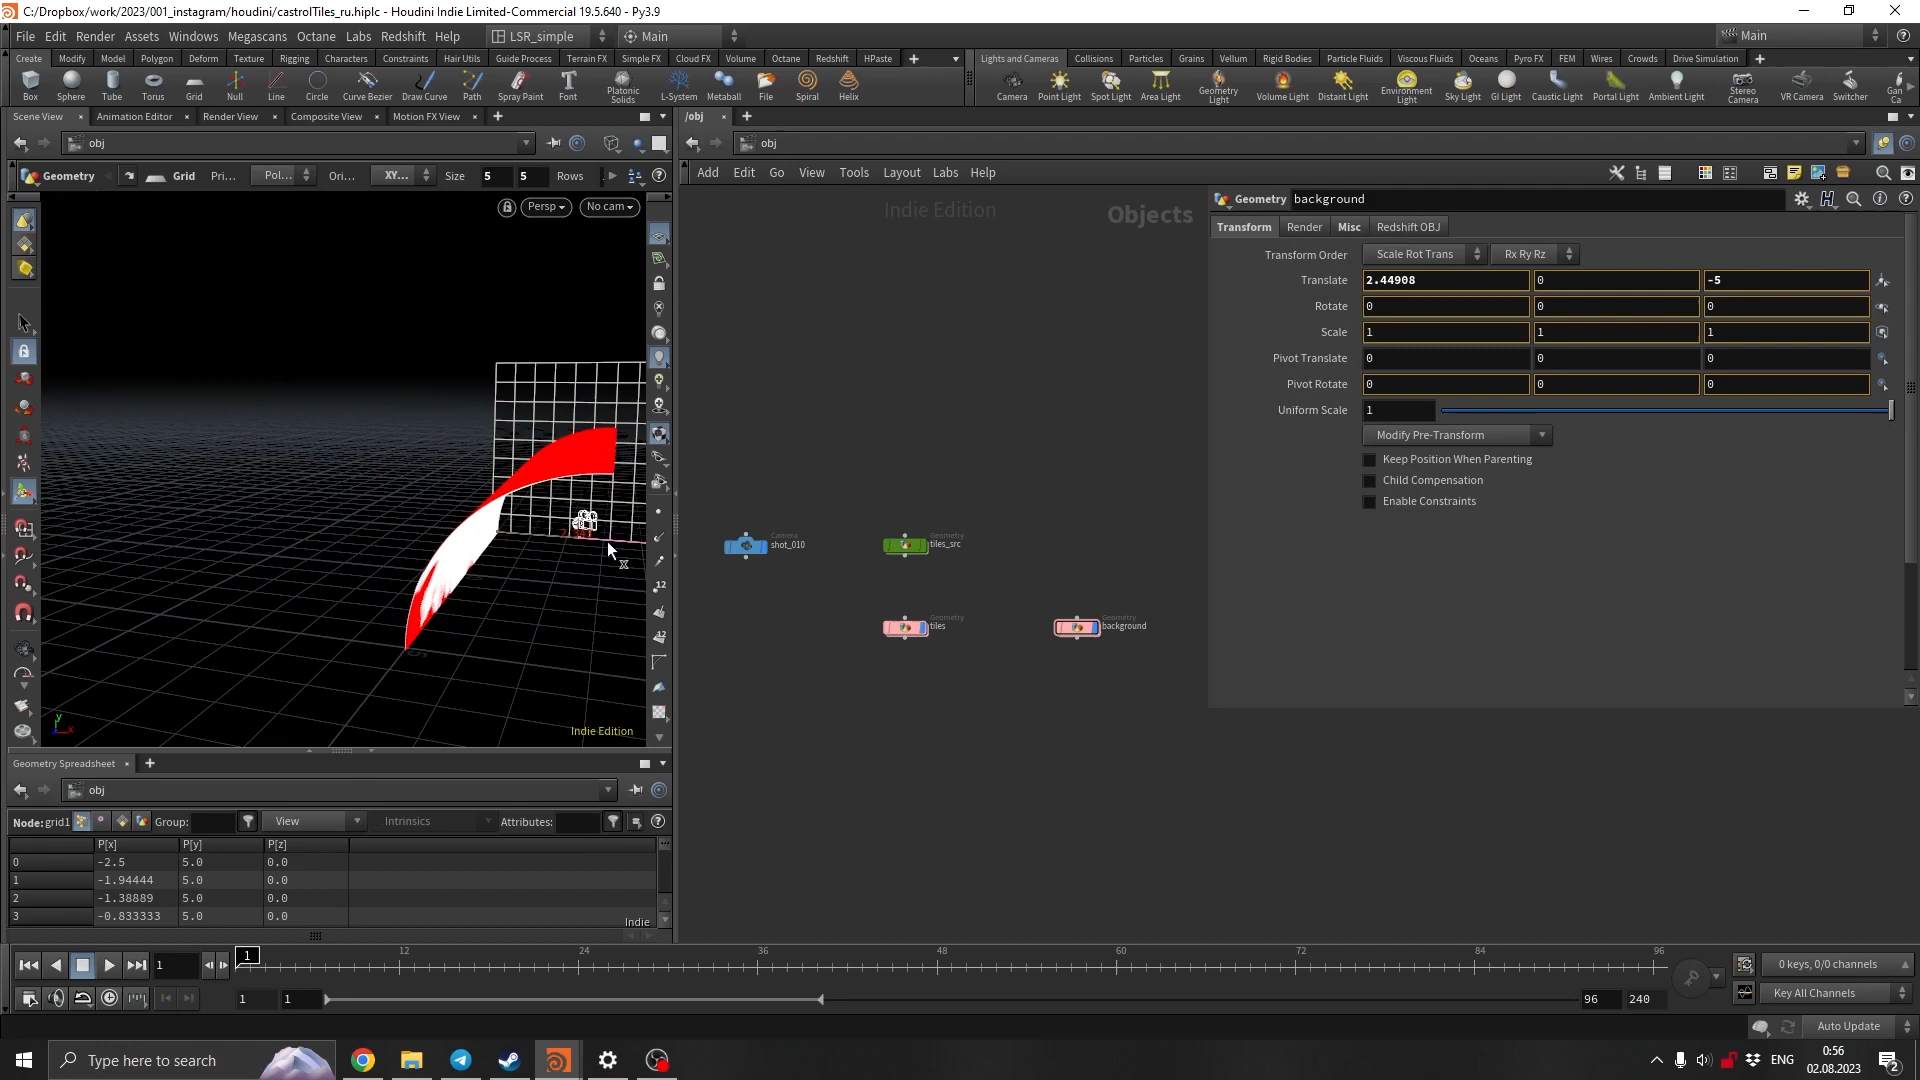 C:/Dropbox/work/2023/001_instagram/houdini/castrolTiles_ru.hiplc - Houdini Indie Limited-Commercial 19.5.640 - Py3.9
File Edit Render Assets Windows Megascans Octane Labs Redshift Help LSR_simple Main Main
Create Modify Model Polygon Deform Texture Rigging Characters Constraints Hair Utils Guide Process Terrain FX Simple FX Cloud FX Volume Octane Redshift HPaste
Lights and Cameras Collisions Particles Grains Vellum Rigid Bodies Particle Fluids Viscous Fluids Oceans Pyro FX FEM Wires Crowds Drive Simulation
Box Sphere Tube Torus Grid Null Line Circle Curve Bezier Draw Curve Path Spray Paint Font Platonic Solids L-System Metaball File Spiral Helix
Camera Point Light Spot Light Area Light Geometry Light Volume Light Distant Light Environment Light Sky Light GI Light Caustic Light Portal Light Ambient Light Stereo Camera VR Camera Switcher Gan Ca
Scene View Animation Editor Render View Composite View Motion FX View
/obj
obj
obj
Geometry Grid Pri... Pol... Ori... XY... Size 5 5 Rows
Add Edit Go View Tools Layout Labs Help
Persp No cam
Indie Edition Objects
Geometry background
Transform Render Misc Redshift OBJ
Transform Order Scale Rot Trans Rx Ry Rz
Translate 2.44908 0 -5
Rotate 0 0 0
Scale 1 1 1
Pivot Translate 0 0 0
Pivot Rotate 0 0 0
Uniform Scale 1
Modify Pre-Transform
Keep Position When Parenting
Child Compensation
Enable Constraints
Camera
shot_010
Geometry
tiles_src
Geometry
tiles
Geometry
background
12
12
y
x
Indie Edition
Geometry Spreadsheet
obj
Node: grid1 Group: View Intrinsics Attributes:
P[x] P[y] P[z]
0 -2.5 5.0 0.0
1 -1.94444 5.0 0.0
2 -1.38889 5.0 0.0
3 -0.833333 5.0 0.0
Indie
1 1 12 24 36 48 60 72 84 96
0 keys, 0/0 channels
1 1 96 240
Key All Channels
Auto Update
Type here to search
ENG
0:56
02.08.2023
2